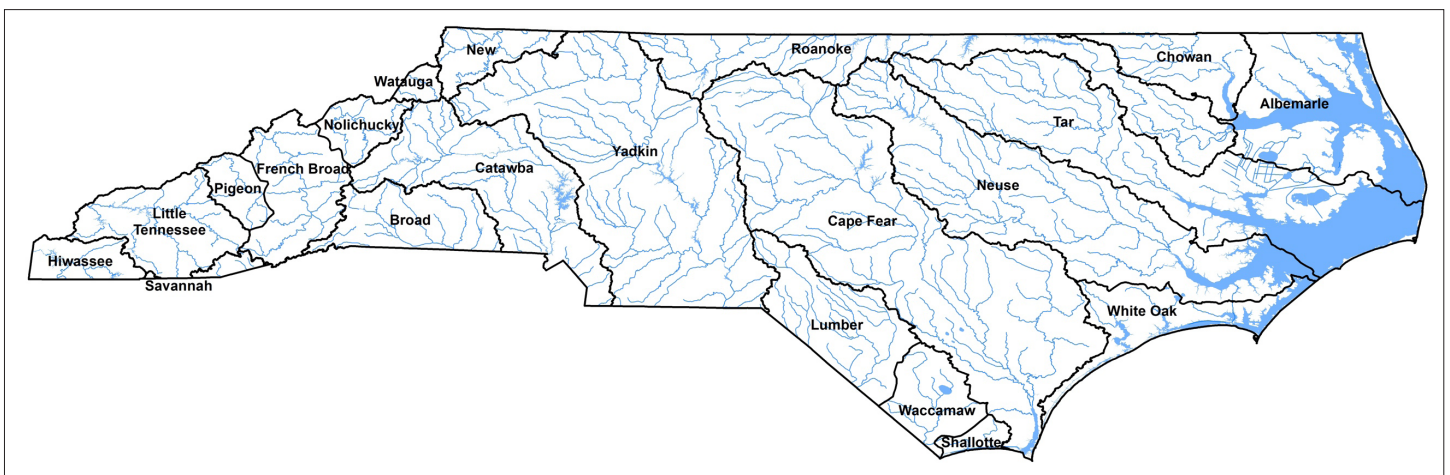 New
Roanoke
Chowan
Watauga
Albemarle
Nolichucky
Tar
Yadkin
French Broad
Catawba
Pigeon
Neuse
Little
Tennessee
Broad
Cape Fear
Hiwassee
Savannah
White Oak
Lumber
Waccamaw
Shallotte